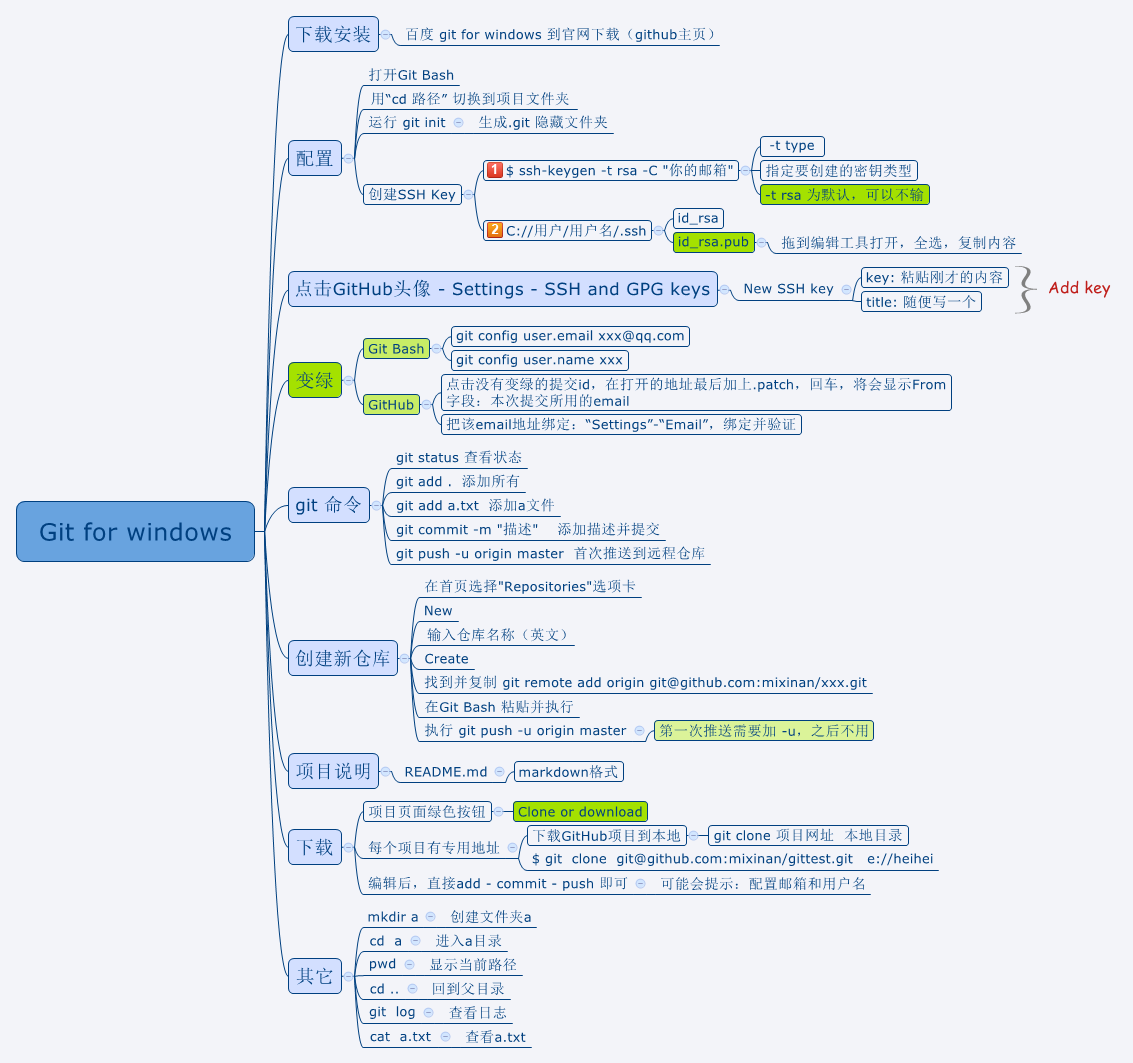 下载安装
百度 git for windows 到官网下载（github主页）
打开Git Bash
用“cd 路径” 切换到项目文件夹
运行 git init
生成.git 隐藏文件夹
配置
创建SSH Key
1 $ ssh-keygen -t rsa -C "你的邮箱"
-t type
指定要创建的密钥类型
-t rsa 为默认，可以不输
2 C://用户/用户名/.ssh
id_rsa
id_rsa.pub
拖到编辑工具打开，全选，复制内容
点击GitHub头像 - Settings - SSH and GPG keys
New SSH key
key: 粘贴刚才的内容
title: 随便写一个
Add key
变绿
Git Bash
git config user.email xxx@qq.com
git config user.name xxx
GitHub
点击没有变绿的提交id，在打开的地址最后加上.patch，回车，将会显示From
字段：本次提交所用的email
把该email地址绑定：“Settings”-“Email”，绑定并验证
Git for windows
git 命令
git status 查看状态
git add . 添加所有
git add a.txt 添加a文件
git commit -m "描述" 添加描述并提交
git push -u origin master 首次推送到远程仓库
创建新仓库
在首页选择"Repositories"选项卡
New
输入仓库名称（英文）
Create
找到并复制 git remote add origin git@github.com:mixinan/xxx.git
在Git Bash 粘贴并执行
执行 git push -u origin master
第一次推送需要加 -u，之后不用
项目说明
README.md
markdown格式
下载
项目页面绿色按钮
Clone or download
每个项目有专用地址
下载GitHub项目到本地
git clone 项目网址 本地目录
$ git clone git@github.com:mixinan/gittest.git e://heihei
编辑后，直接add - commit - push 即可
可能会提示：配置邮箱和用户名
其它
mkdir a
创建文件夹a
cd a
进入a目录
pwd
显示当前路径
cd ..
回到父目录
git log
查看日志
cat a.txt
查看a.txt